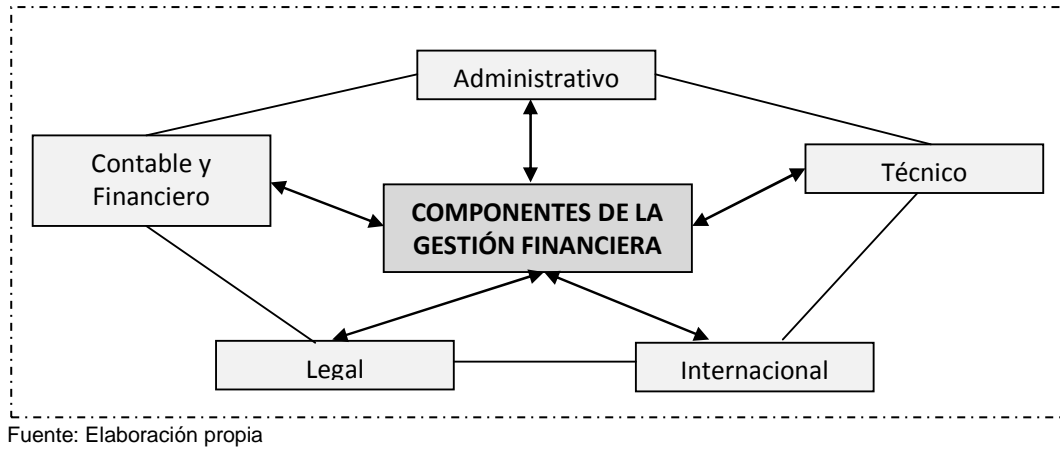 Administrativo
Contable y
Financiero
Técnico
COMPONENTES DE LA
GESTIÓN FINANCIERA
Legal
Internacional
Fuente: Elaboración propia